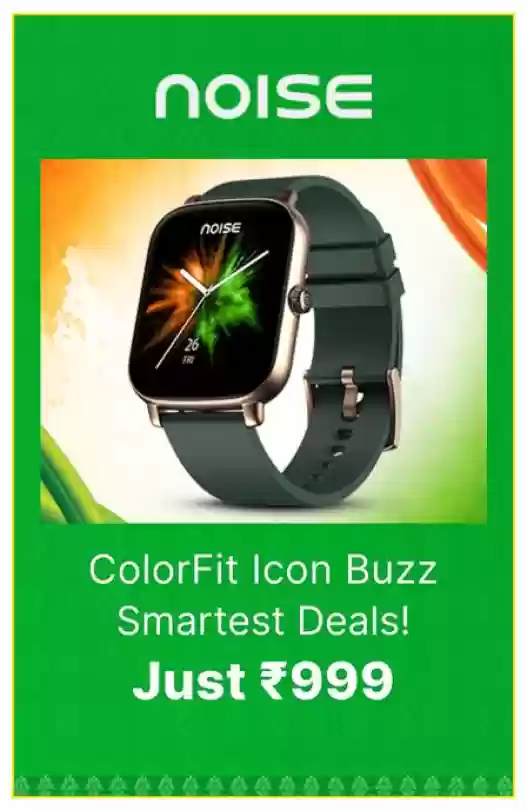 NOISE
NOISE
26
FRI
ColorFit Icon Buzz
Smartest Deals!
Just ₹999